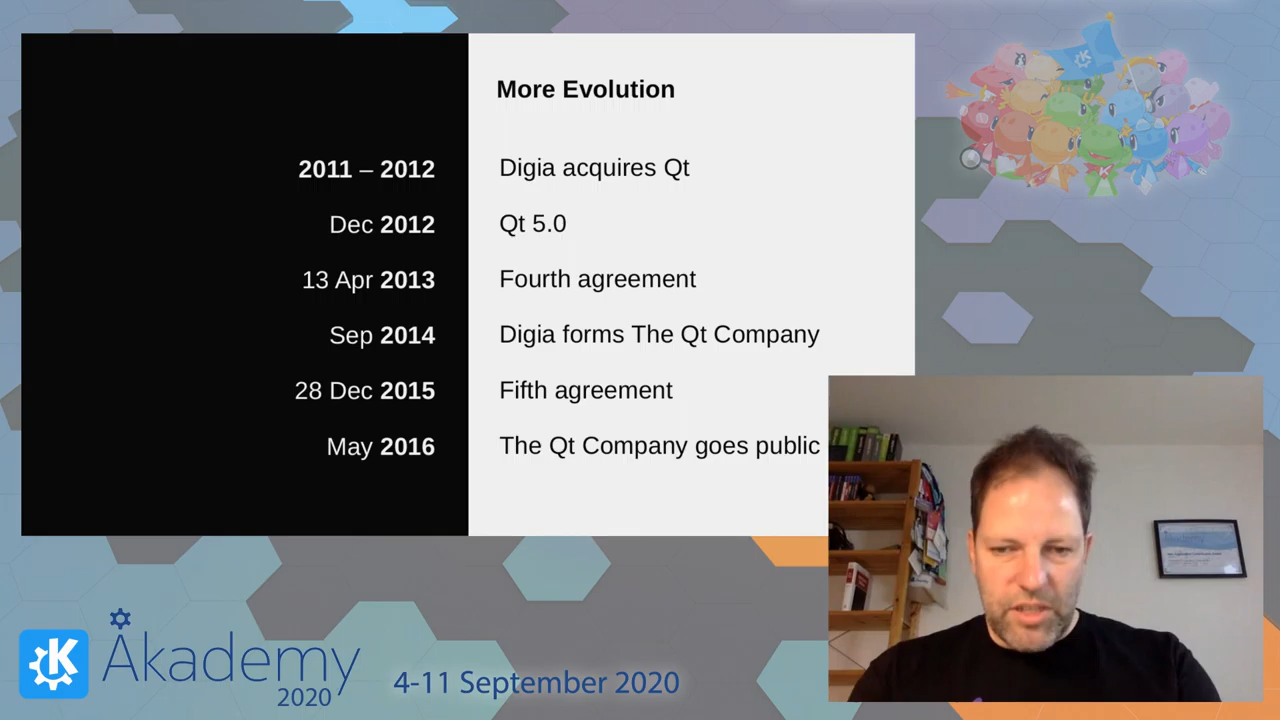 More Evolution
2011 – 2012 Digia acquires Qt
Dec 2012 Qt 5.0
13 Apr 2013 Fourth agreement
Sep 2014 Digia forms The Qt Company
28 Dec 2015 Fifth agreement
May 2016 The Qt Company goes public
Akademy
2020
4-11 September 2020